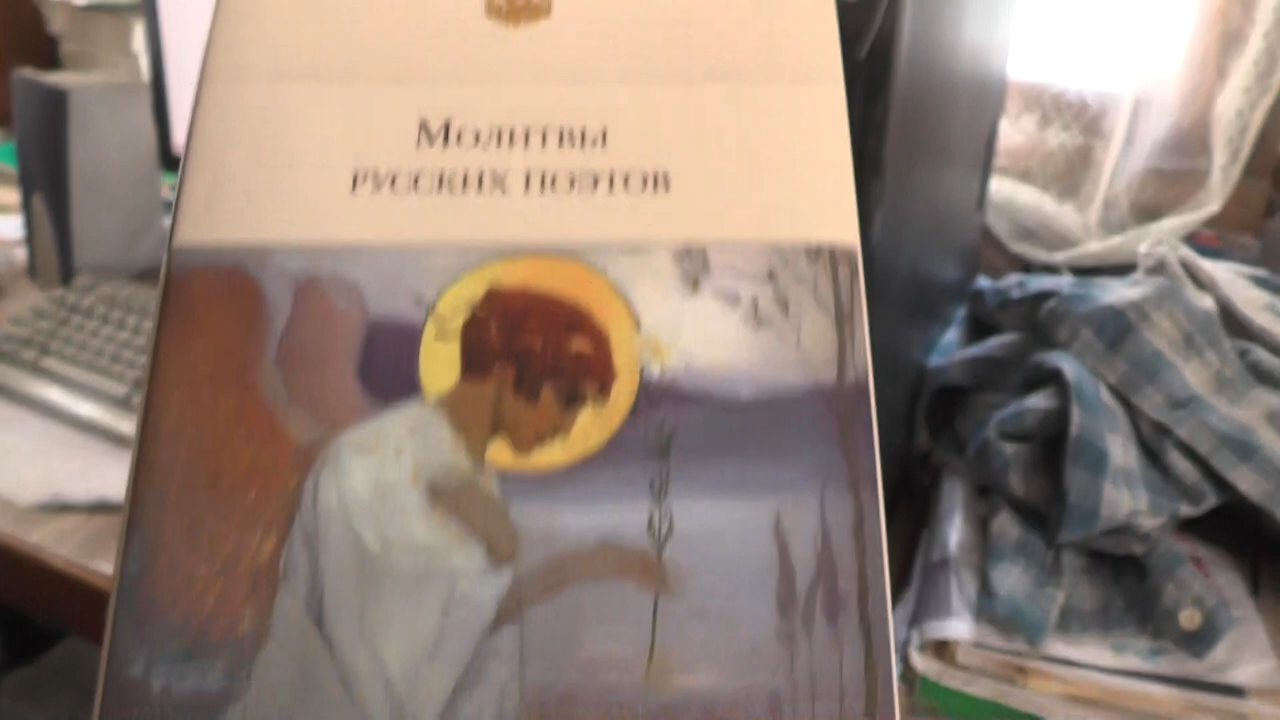 Молитвы
русских поэтов